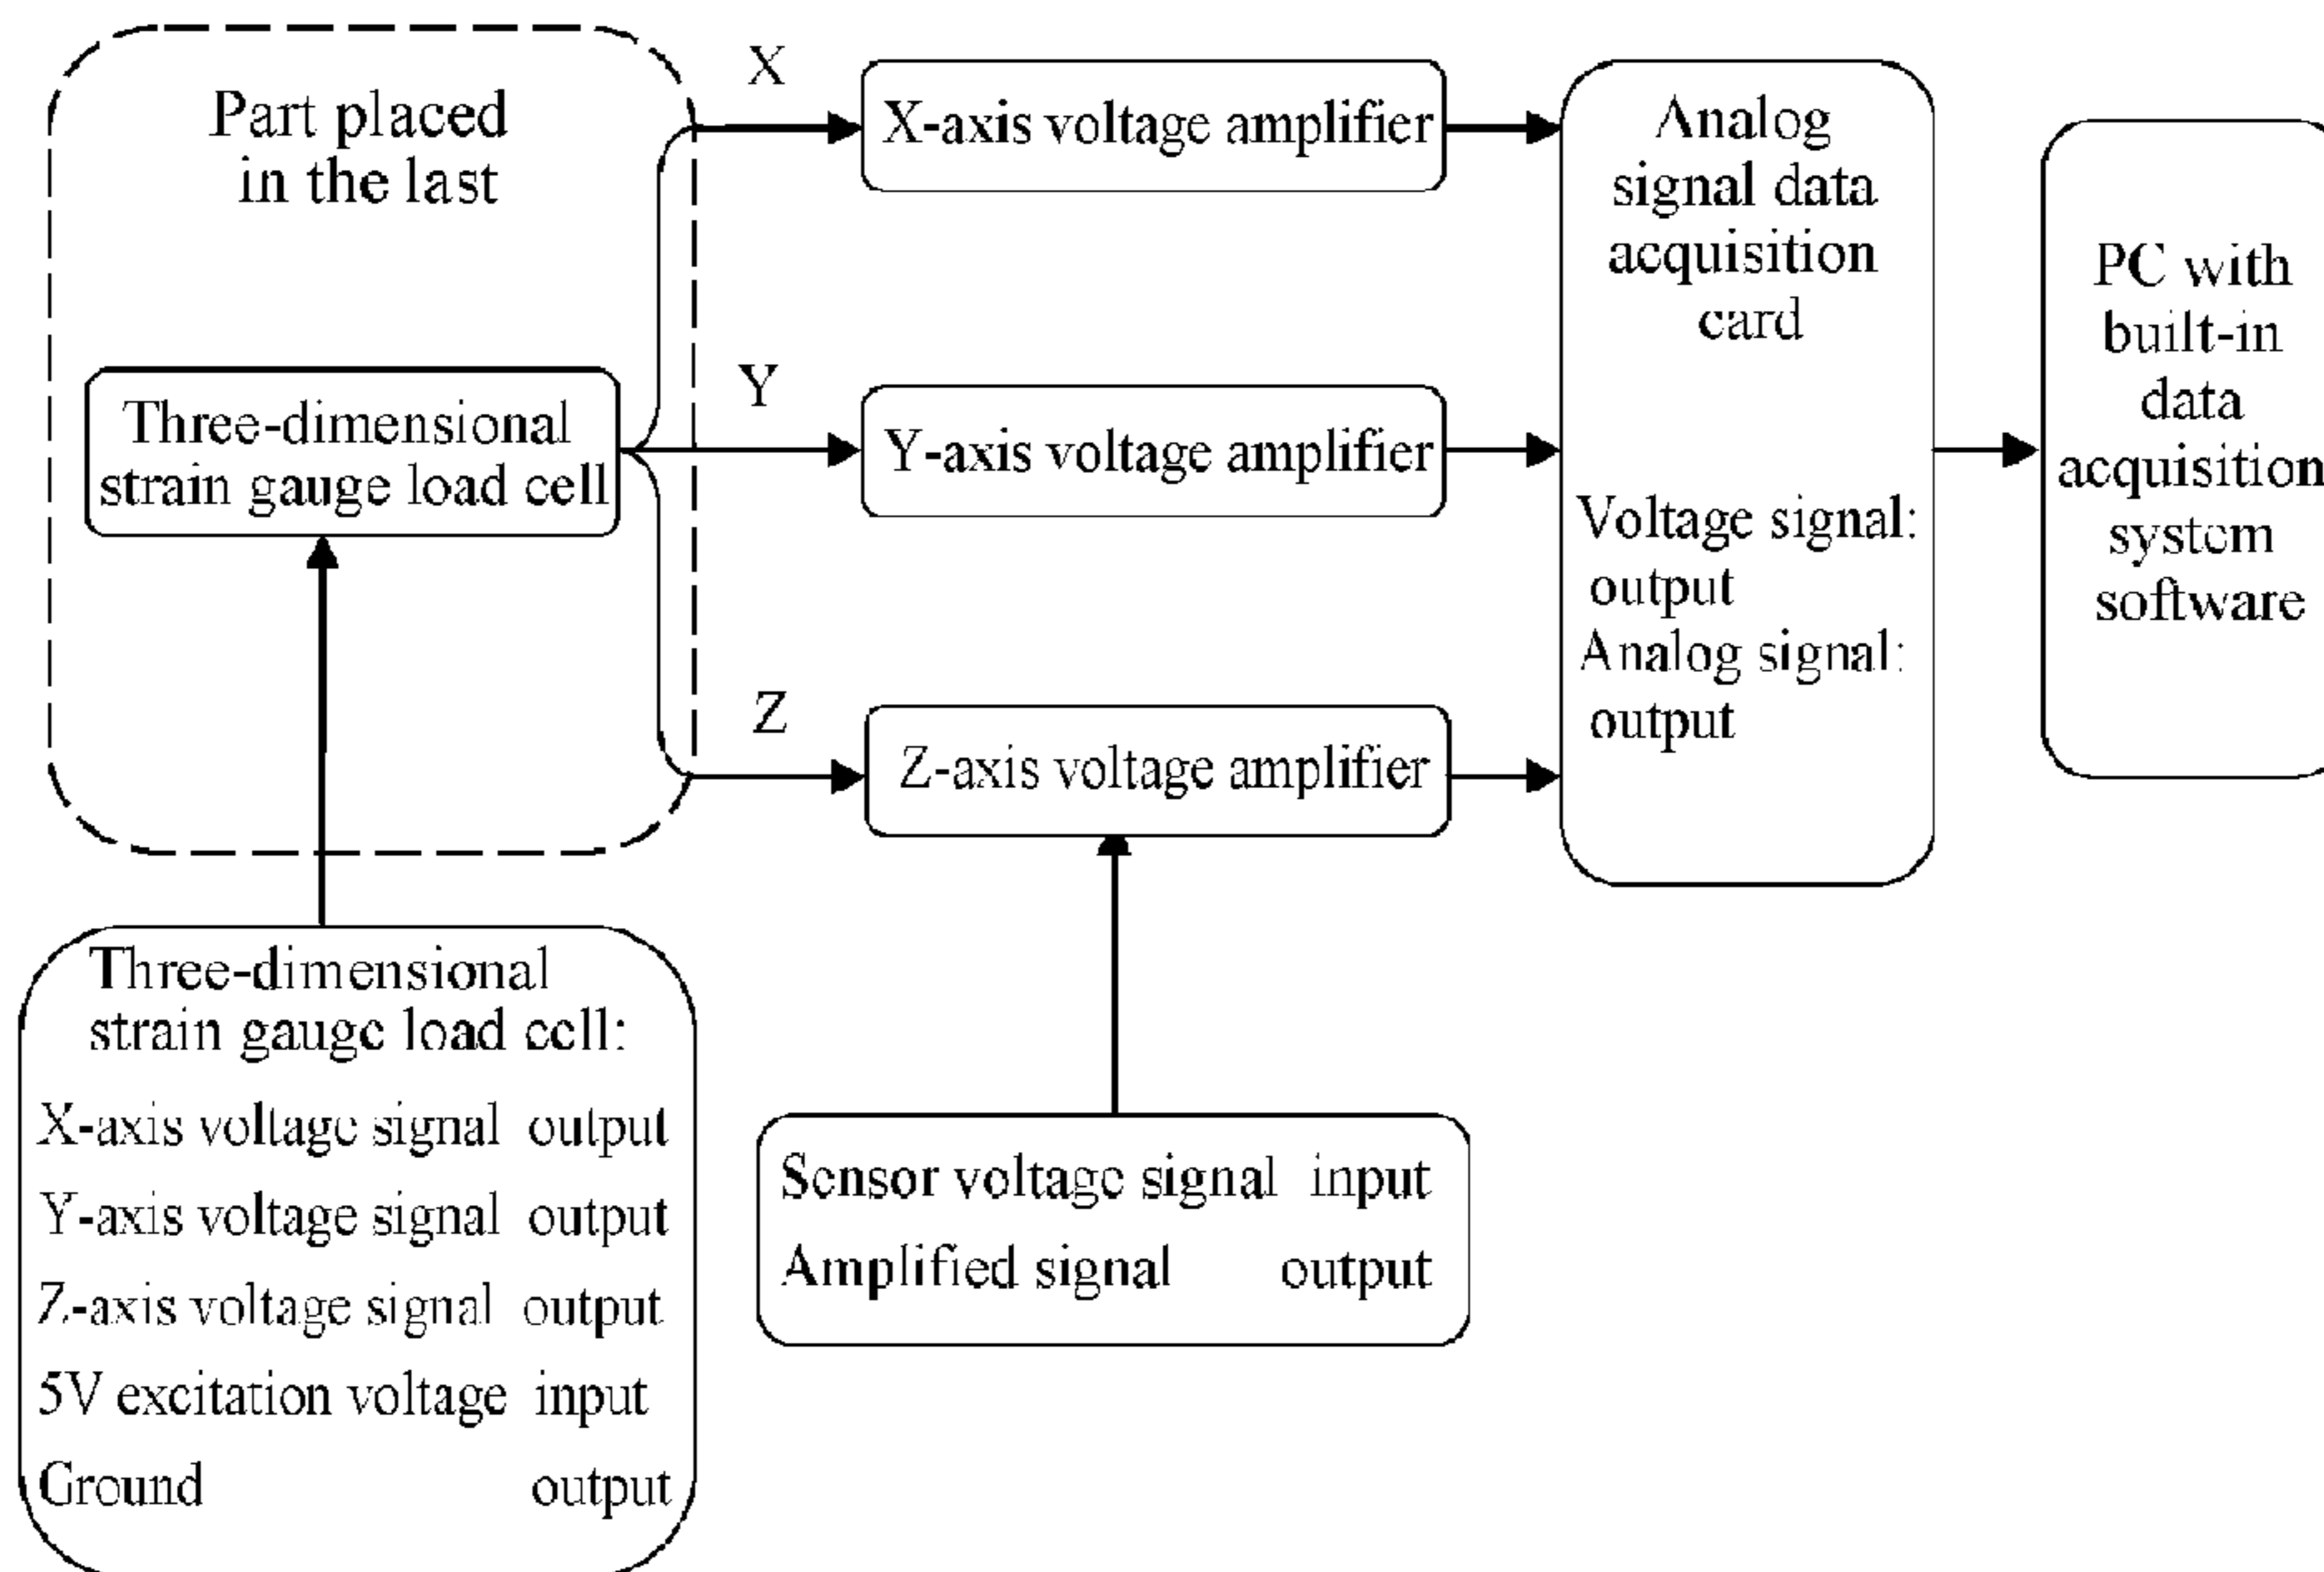 Part placed
in the last
Three-dimensional
strain gauge load cell
X
Y
Z
X-axis voltage amplifier
Y-axis voltage amplifier
Z-axis voltage amplifier
Analog
signal data
acquisition
card
Voltage signal:
output
Analog signal:
output
PC with
built-in
data
acquisition
system
software
Three-dimensional
strain gauge load cell:
X-axis voltage signal output
Y-axis voltage signal output
Z-axis voltage signal output
5V excitation voltage input
Ground output
Sensor voltage signal input
Amplified signal output